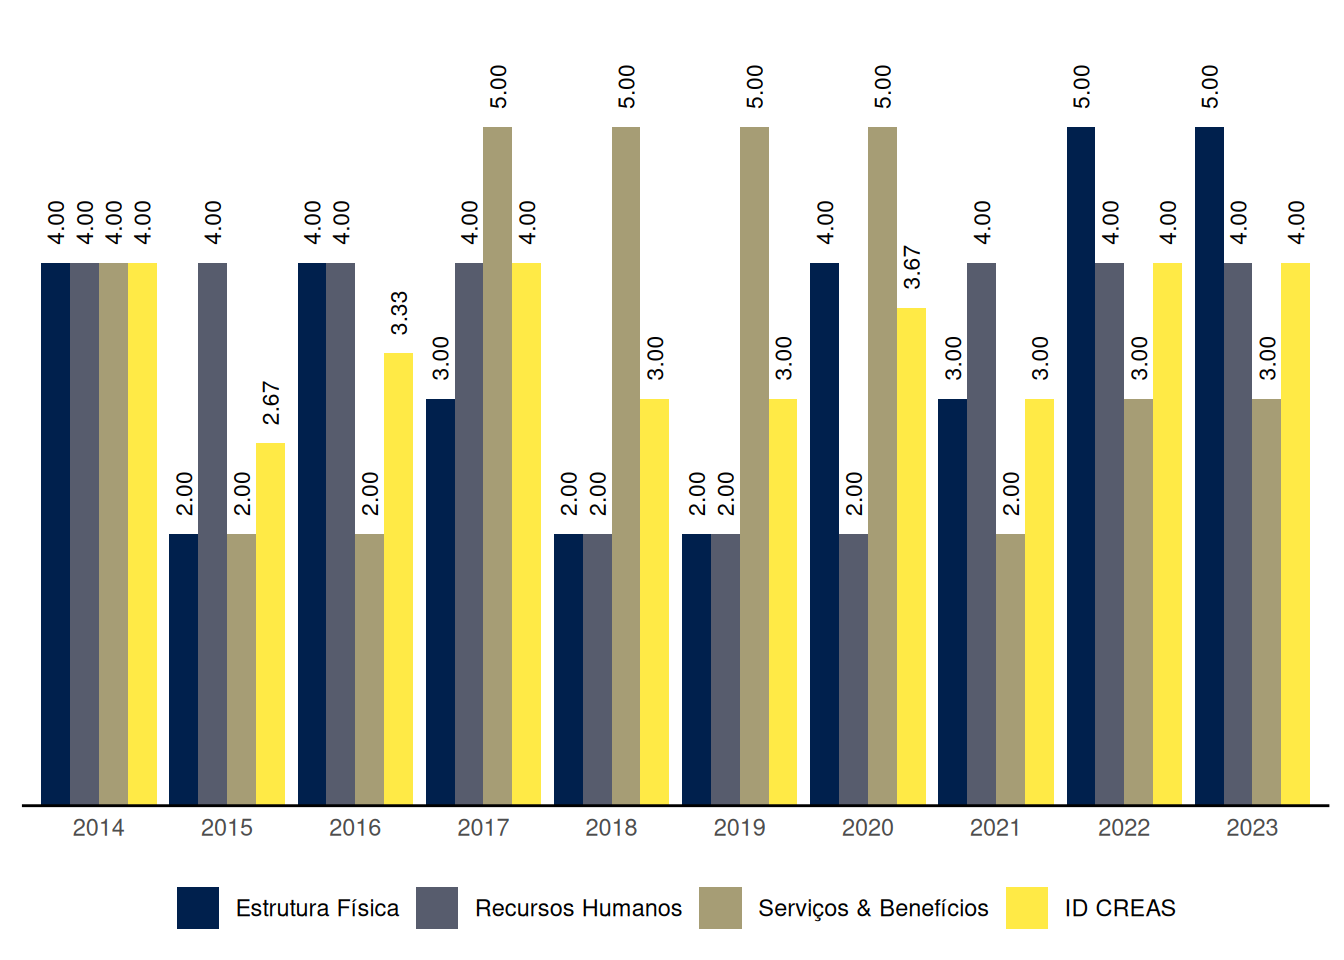 4.00 4.00 4.00 4.00
2.00 4.00 2.00 2.67
4.00 4.00 2.00 3.33
3.00 4.00 5.00 4.00
2.00 2.00 5.00 3.00
2.00 2.00 5.00 3.00
4.00 2.00 5.00 3.67
3.00 4.00 2.00 3.00
5.00 4.00 3.00 4.00
5.00 4.00 3.00 4.00
2014 2015 2016 2017 2018 2019 2020 2021 2022 2023
Estrutura Física Recursos Humanos Serviços & Benefícios ID CREAS